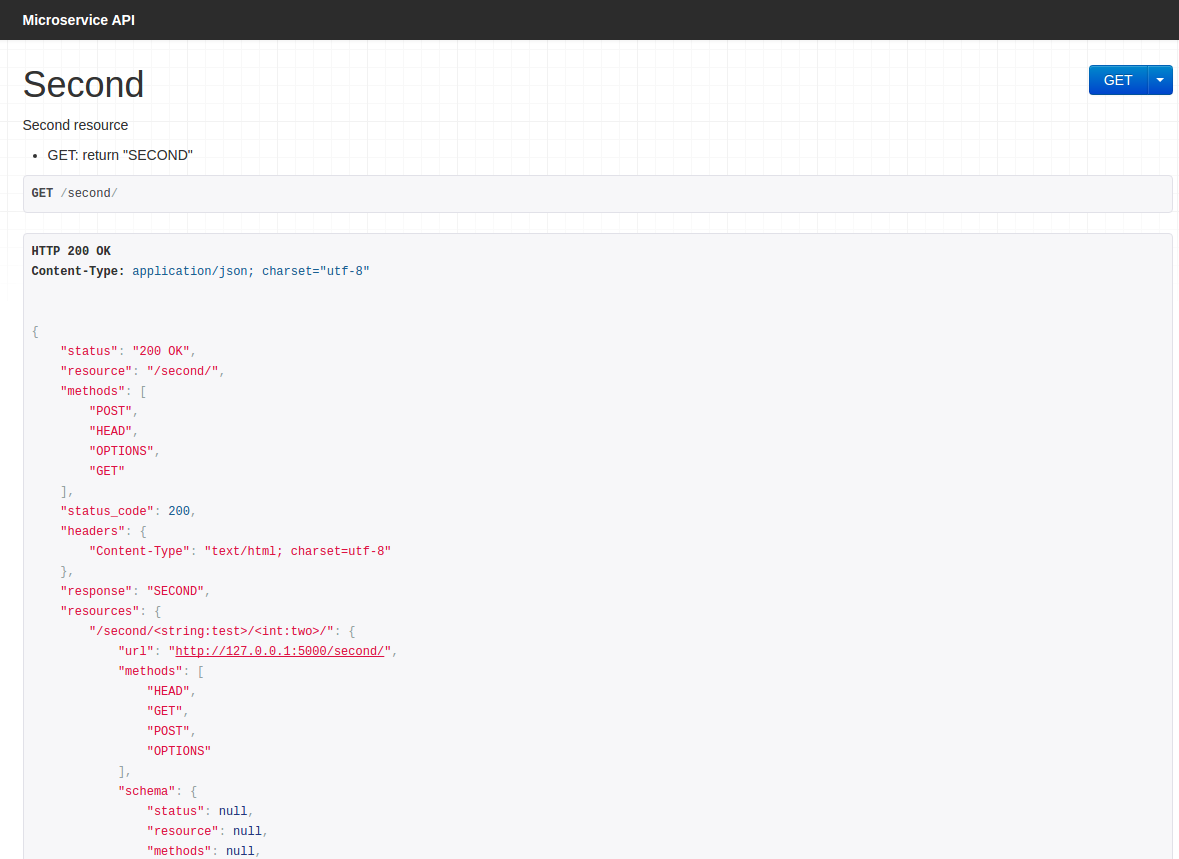 Microservice API
Second
GET
Second resource
• GET: return "SECOND"
GET /second/
HTTP 200 OK
Content-Type: application/json; charset="utf-8"
{
    "status": "200 OK",
    "resource": "/second/",
    "methods": [
        "POST",
        "HEAD",
        "OPTIONS",
        "GET"
    ],
    "status_code": 200,
    "headers": {
        "Content-Type": "text/html; charset=utf-8"
    },
    "response": "SECOND",
    "resources": {
        "/second/<string:test>/<int:two>/": {
            "url": "http://127.0.0.1:5000/second/",
            "methods": [
                "HEAD",
                "GET",
                "POST",
                "OPTIONS"
            ],
            "schema": {
                "status": null,
                "resource": null,
                "methods": null,